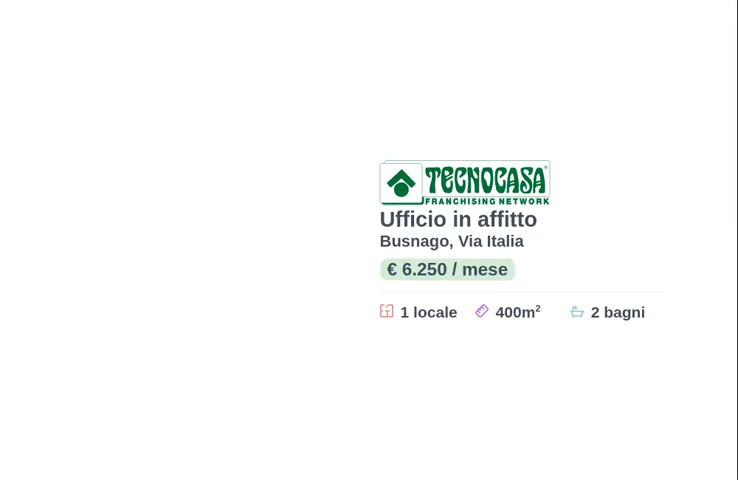 TECNOCASA
FRANCHISING NETWORK
Ufficio in affitto
Busnago, Via Italia
€ 6.250 / mese
1 locale 400m² 2 bagni